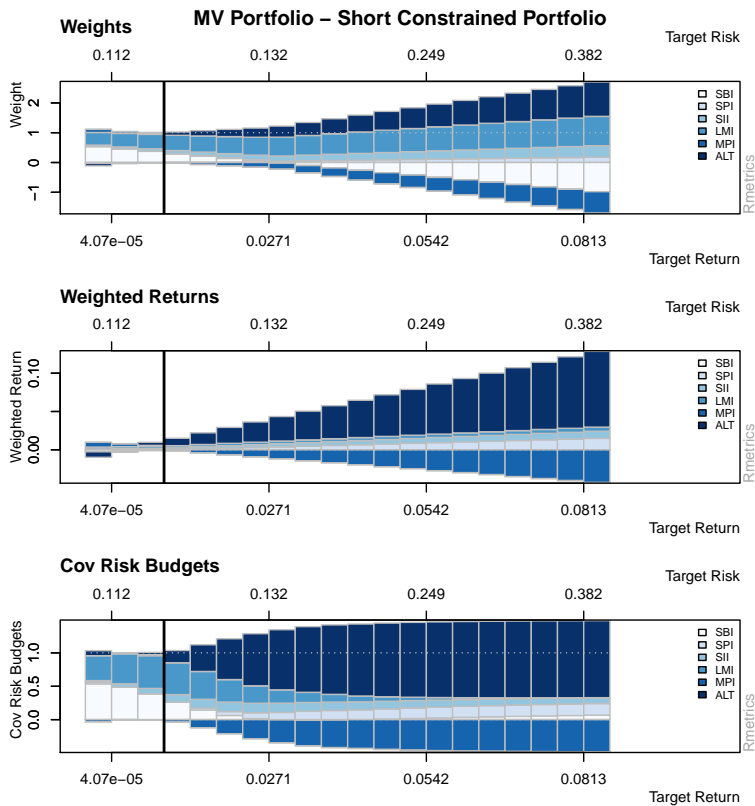 MV Portfolio – Short Constrained Portfolio
Weights
Target Risk
0.112 0.132 0.249 0.382
Weight
2
1
0
−1
SBI
SPI
SII
LMI
MPI
ALT
Rmetrics
4.07e−05 0.0271 0.0542 0.0813
Target Return
Weighted Returns
Target Risk
0.112 0.132 0.249 0.382
Weighted Return
0.10
0.00
SBI
SPI
SII
LMI
MPI
ALT
Rmetrics
4.07e−05 0.0271 0.0542 0.0813
Target Return
Cov Risk Budgets
Target Risk
0.112 0.132 0.249 0.382
Cov Risk Budgets
1.0
0.5
0.0
SBI
SPI
SII
LMI
MPI
ALT
Rmetrics
4.07e−05 0.0271 0.0542 0.0813
Target Return